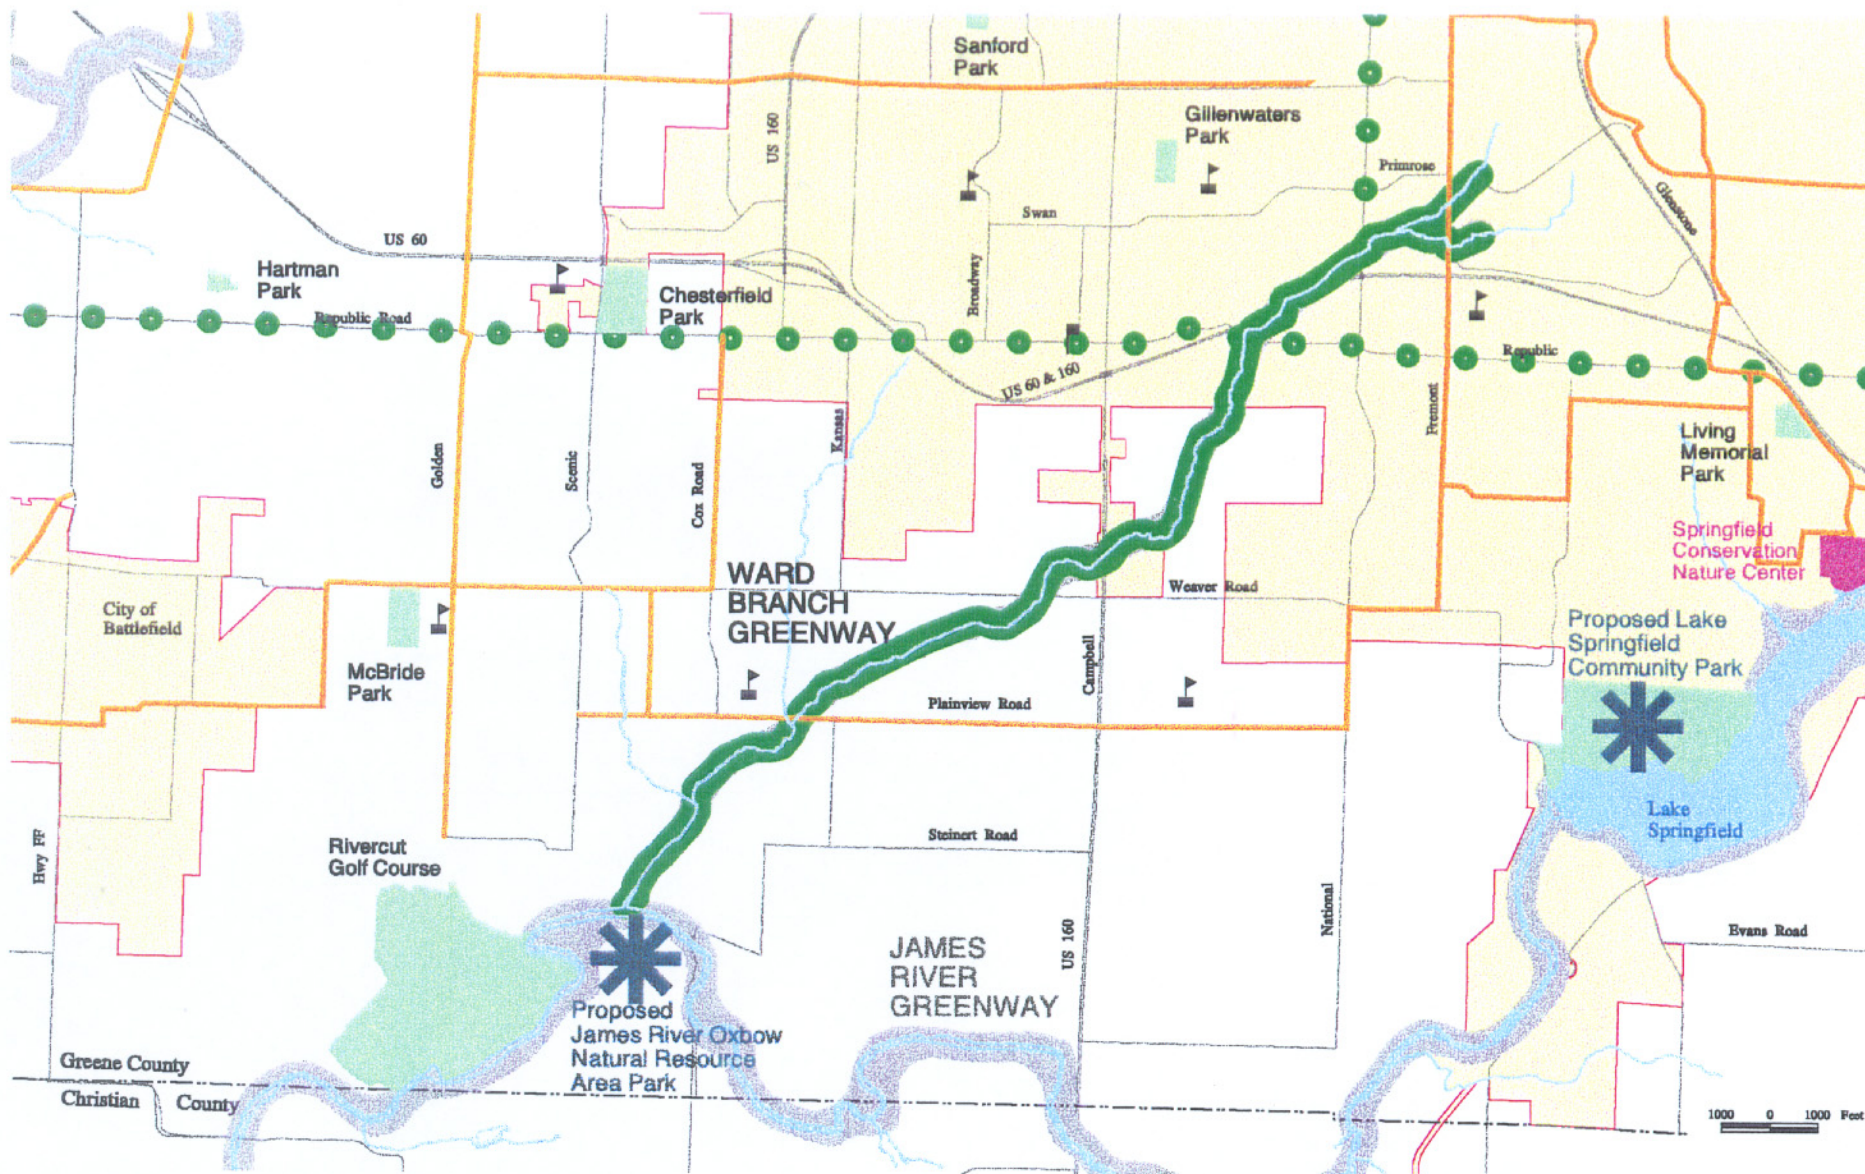 Sanford
Park
Gillenwaters
Park
US 160
Primrose
Swan
Glenstone
US 60
Hartman
Park
Chesterfield
Park
Broadway
Republic Road
Republic
US 60 & 160
Fremont
Kansas
Golden
Scenic
Cox Road
Living
Memorial
Park
Springfield
Conservation
Nature Center
WARD
BRANCH
GREENWAY
Weaver Road
City of
Battlefield
Proposed Lake
Springfield
Community Park
McBride
Park
Campbell
Plainview Road
Lake
Springfield
Steinert Road
Rivercut
Golf Course
Hwy FF
National
US 160
Evans Road
JAMES
RIVER
GREENWAY
Proposed
James River Oxbow
Natural Resource
Area Park
Greene County
Christian County
1000 0 1000 Feet